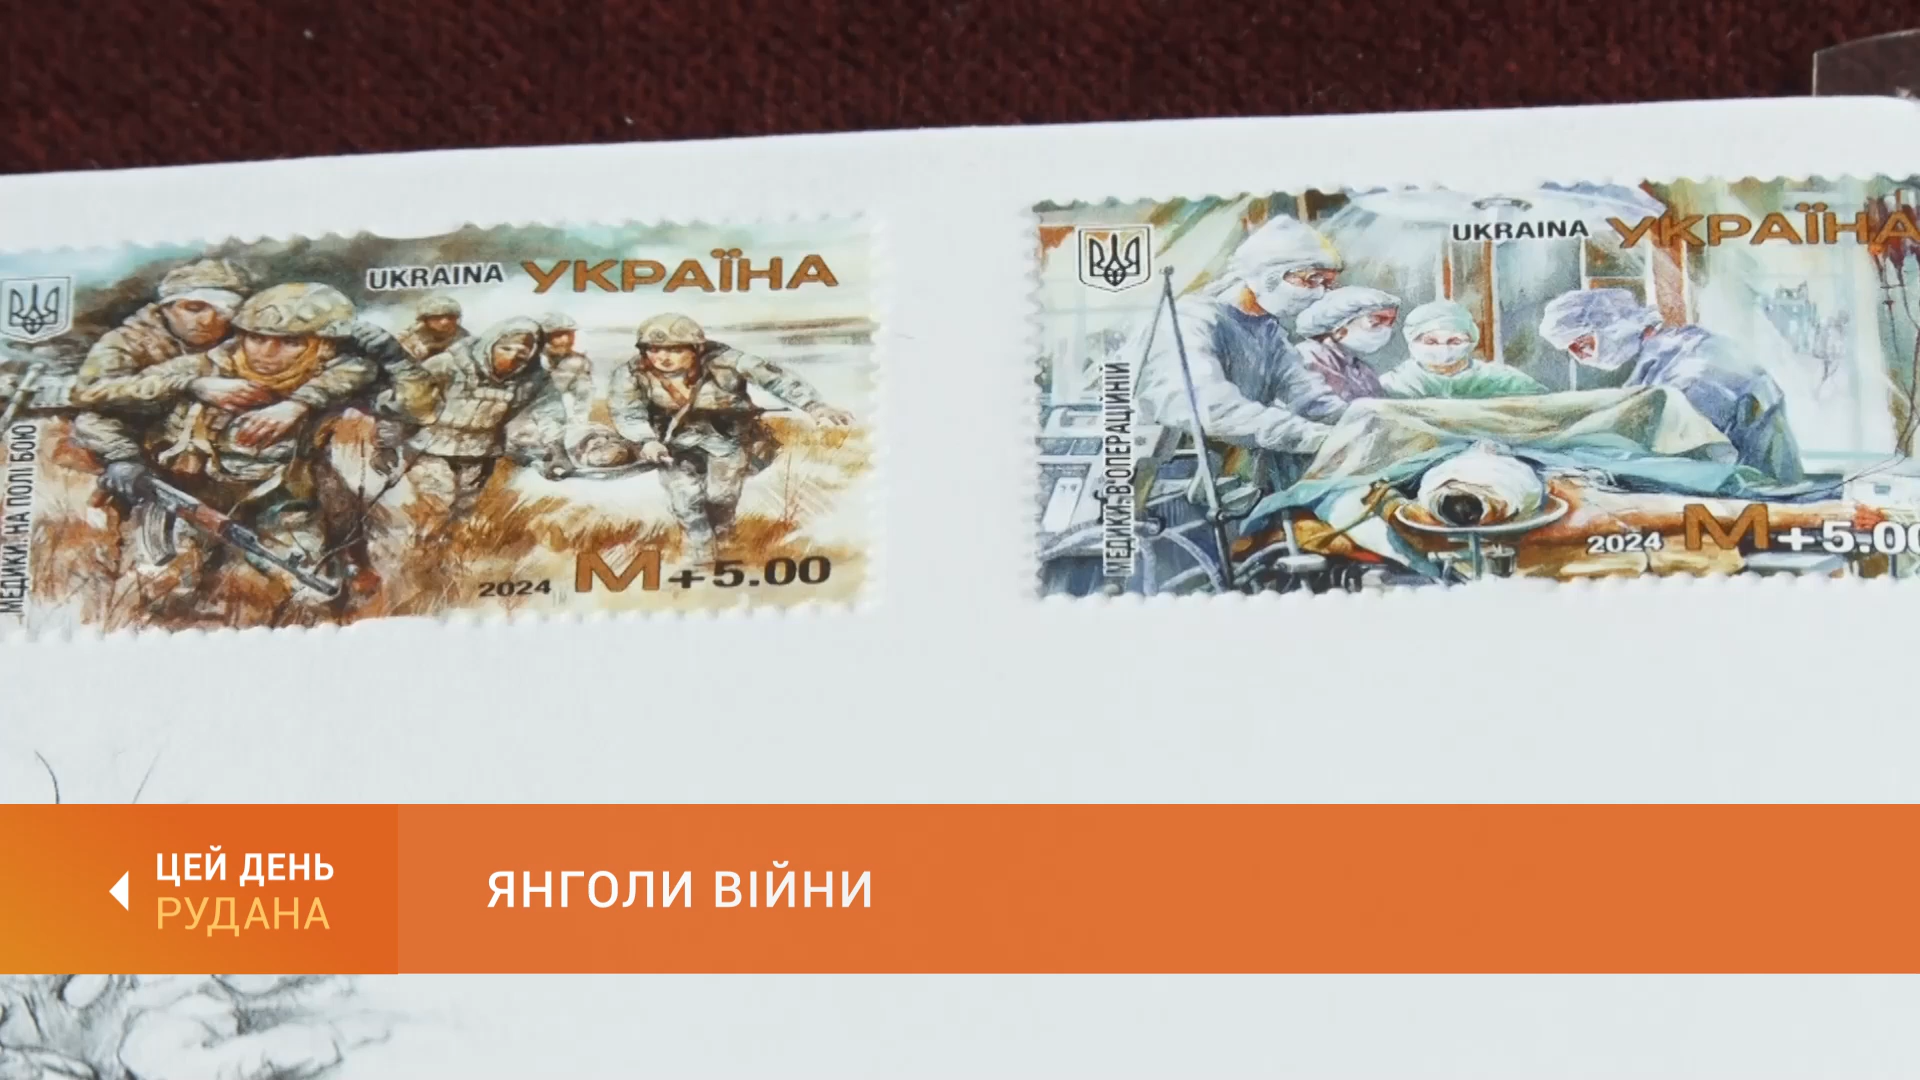 UKRAINA УКРАЇНА
МЕДИКИ. НА ПОЛІ БОЮ
2024 М+5.00
UKRAINA УКРАЇНА
МЕДИКИ. В ОПЕРАЦІЙНІЙ
2024 М+5.00
ЦЕЙ ДЕНЬ
РУДАНА
ЯНГОЛИ ВІЙНИ